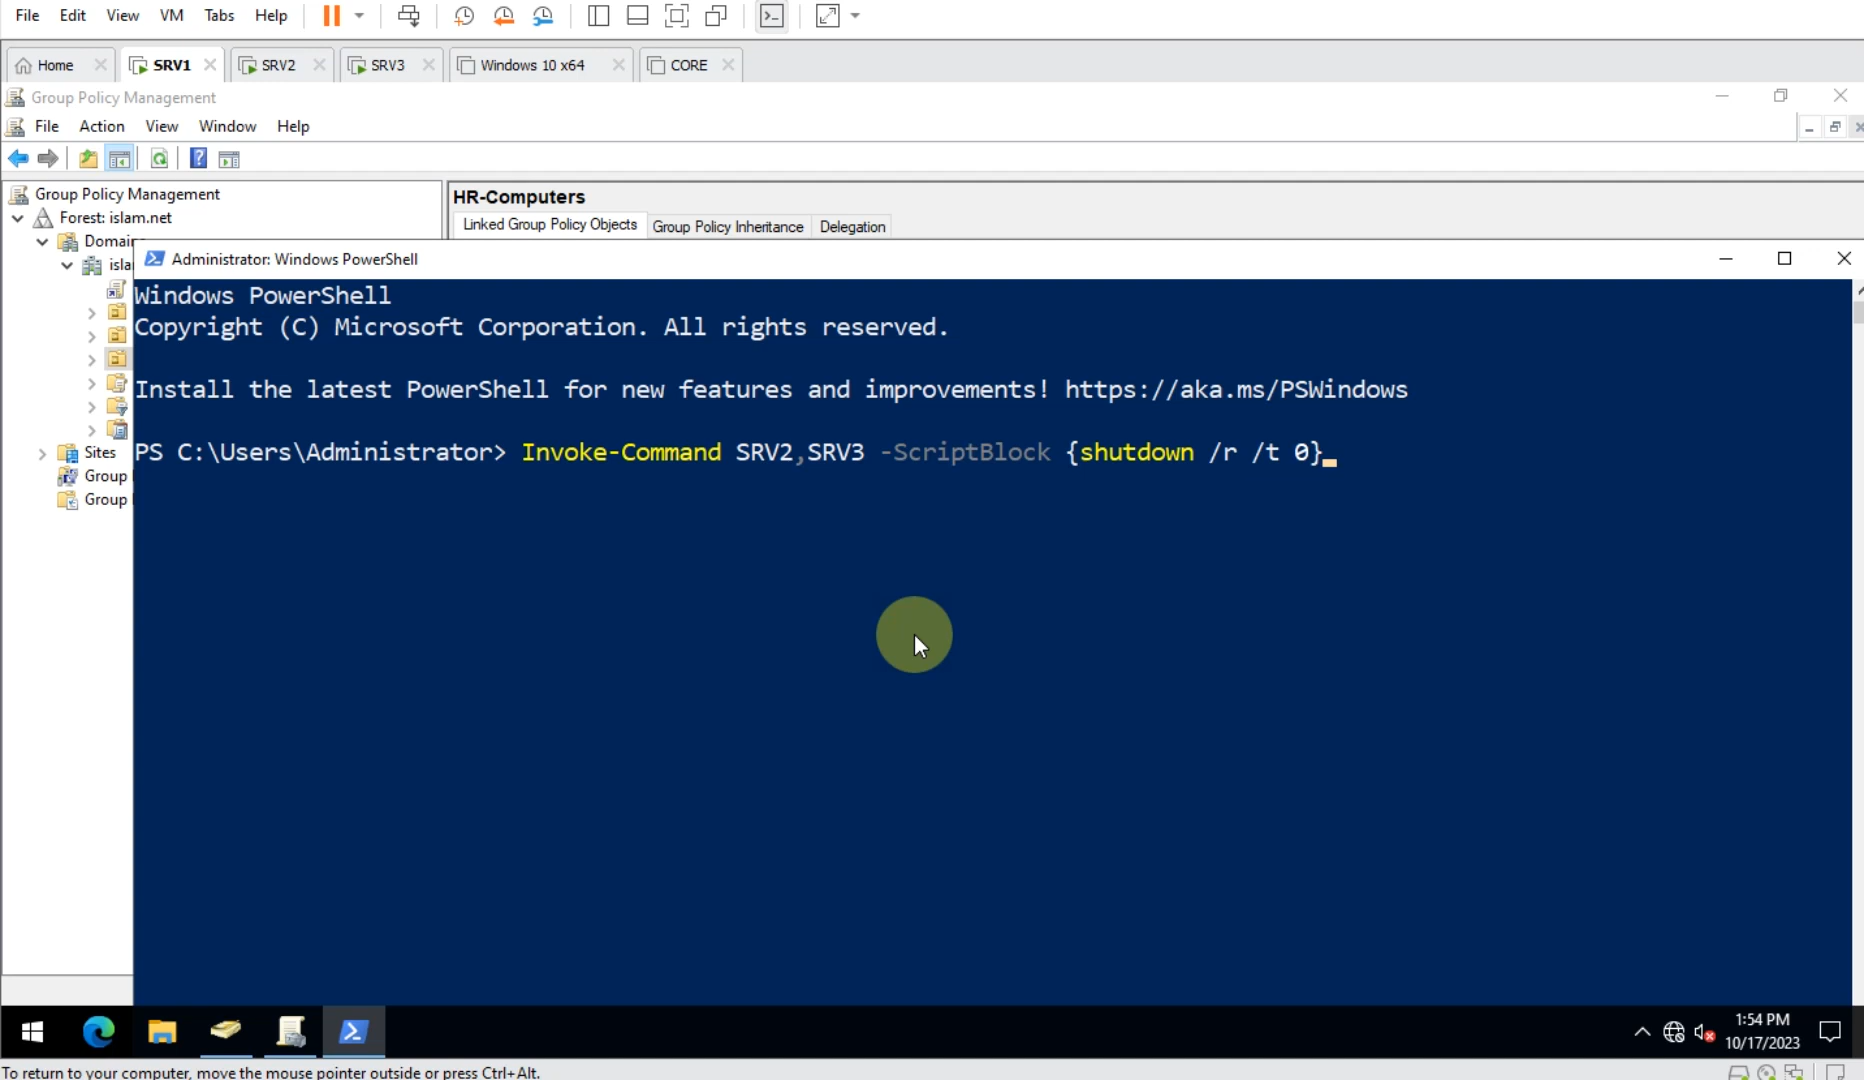 File Edit View VM Tabs Help
Home SRV1 SRV2 SRV3 Windows 10 x64 CORE
Group Policy Management
File Action View Window Help
Group Policy Management
HR-Computers
Forest: islam.net
Linked Group Policy Objects Group Policy Inheritance Delegation
Administrator: Windows PowerShell
Windows PowerShell
Copyright (C) Microsoft Corporation. All rights reserved.
Install the latest PowerShell for new features and improvements! https://aka.ms/PSWindows
Sites
PS C:\Users\Administrator> Invoke-Command SRV2,SRV3 -ScriptBlock {shutdown /r /t 0}
Group
Group
1:54 PM
10/17/2023
To return to your computer, move the mouse pointer outside or press Ctrl+Alt.